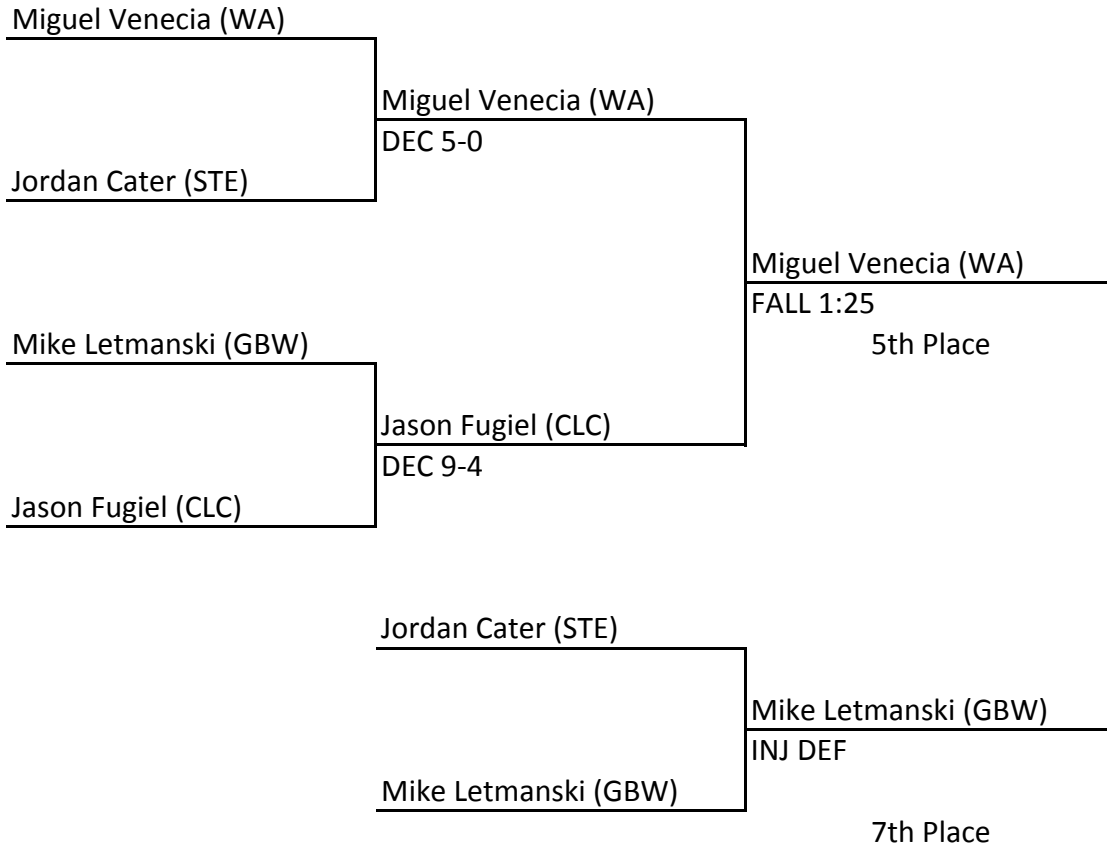 Miguel Venecia (WA)
Miguel Venecia (WA)
DEC 5-0
Jordan Cater (STE)
Miguel Venecia (WA)
FALL 1:25
Mike Letmanski (GBW)
5th Place
Jason Fugiel (CLC)
DEC 9-4
Jason Fugiel (CLC)
Jordan Cater (STE)
Mike Letmanski (GBW)
INJ DEF
Mike Letmanski (GBW)
7th Place